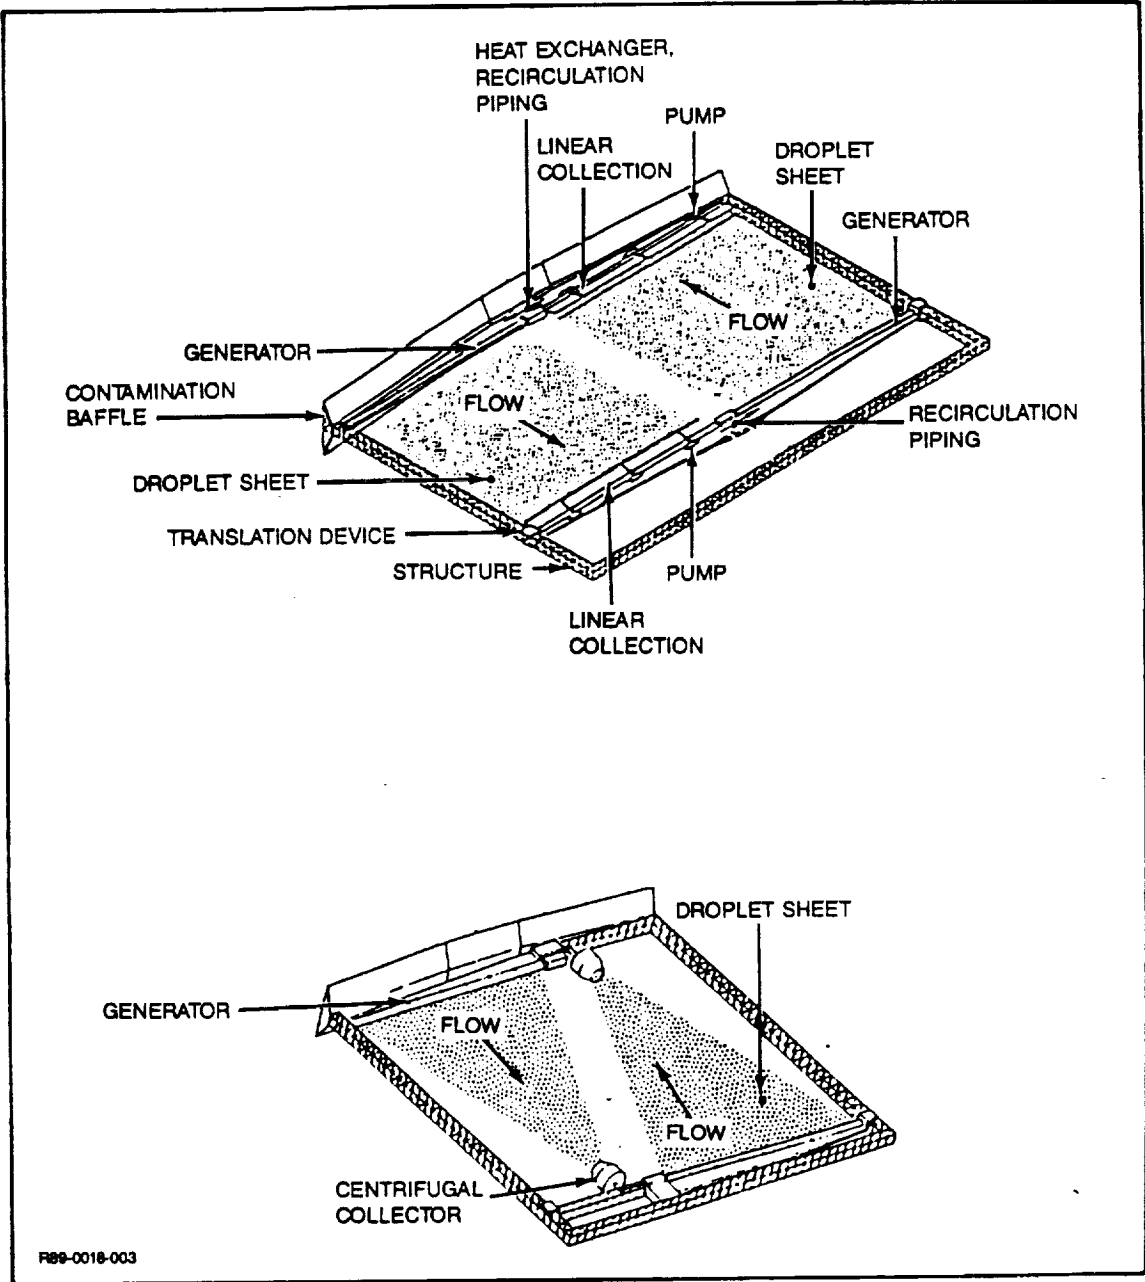 HEAT EXCHANGER,
RECIRCULATION
PIPING
PUMP
LINEAR
COLLECTION
DROPLET
SHEET
GENERATOR
FLOW
GENERATOR
CONTAMINATION
BAFFLE
FLOW
RECIRCULATION
PIPING
DROPLET SHEET
TRANSLATION DEVICE
STRUCTURE
PUMP
LINEAR
COLLECTION
DROPLET SHEET
GENERATOR
FLOW
FLOW
CENTRIFUGAL
COLLECTOR
R89-0018-003